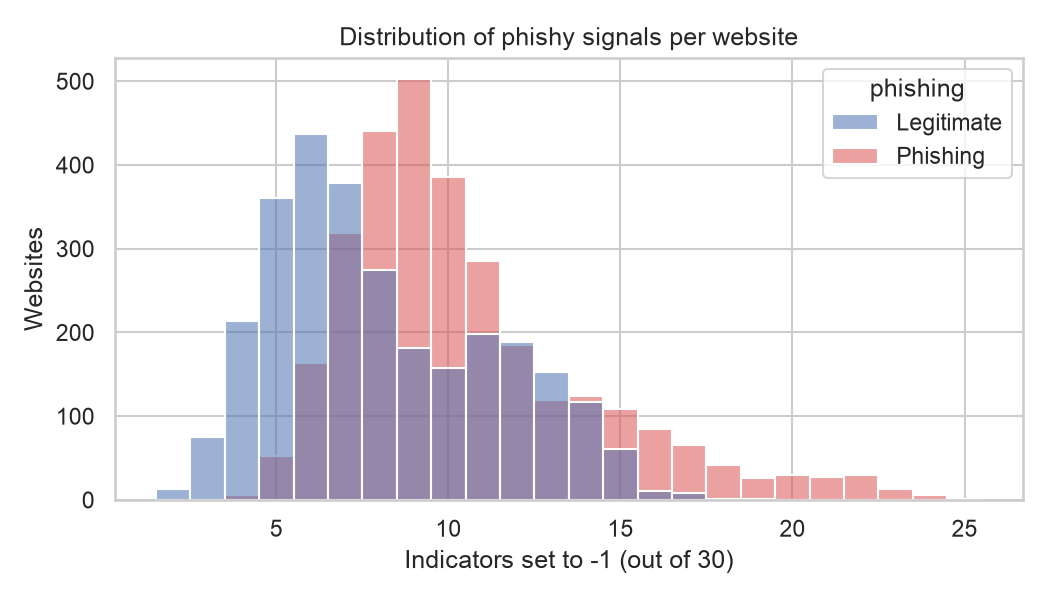 Distribution of phishy signals per website
phishing
Legitimate
Phishing
Websites
500
400
300
200
100
0
5 10 15 20 25
Indicators set to -1 (out of 30)